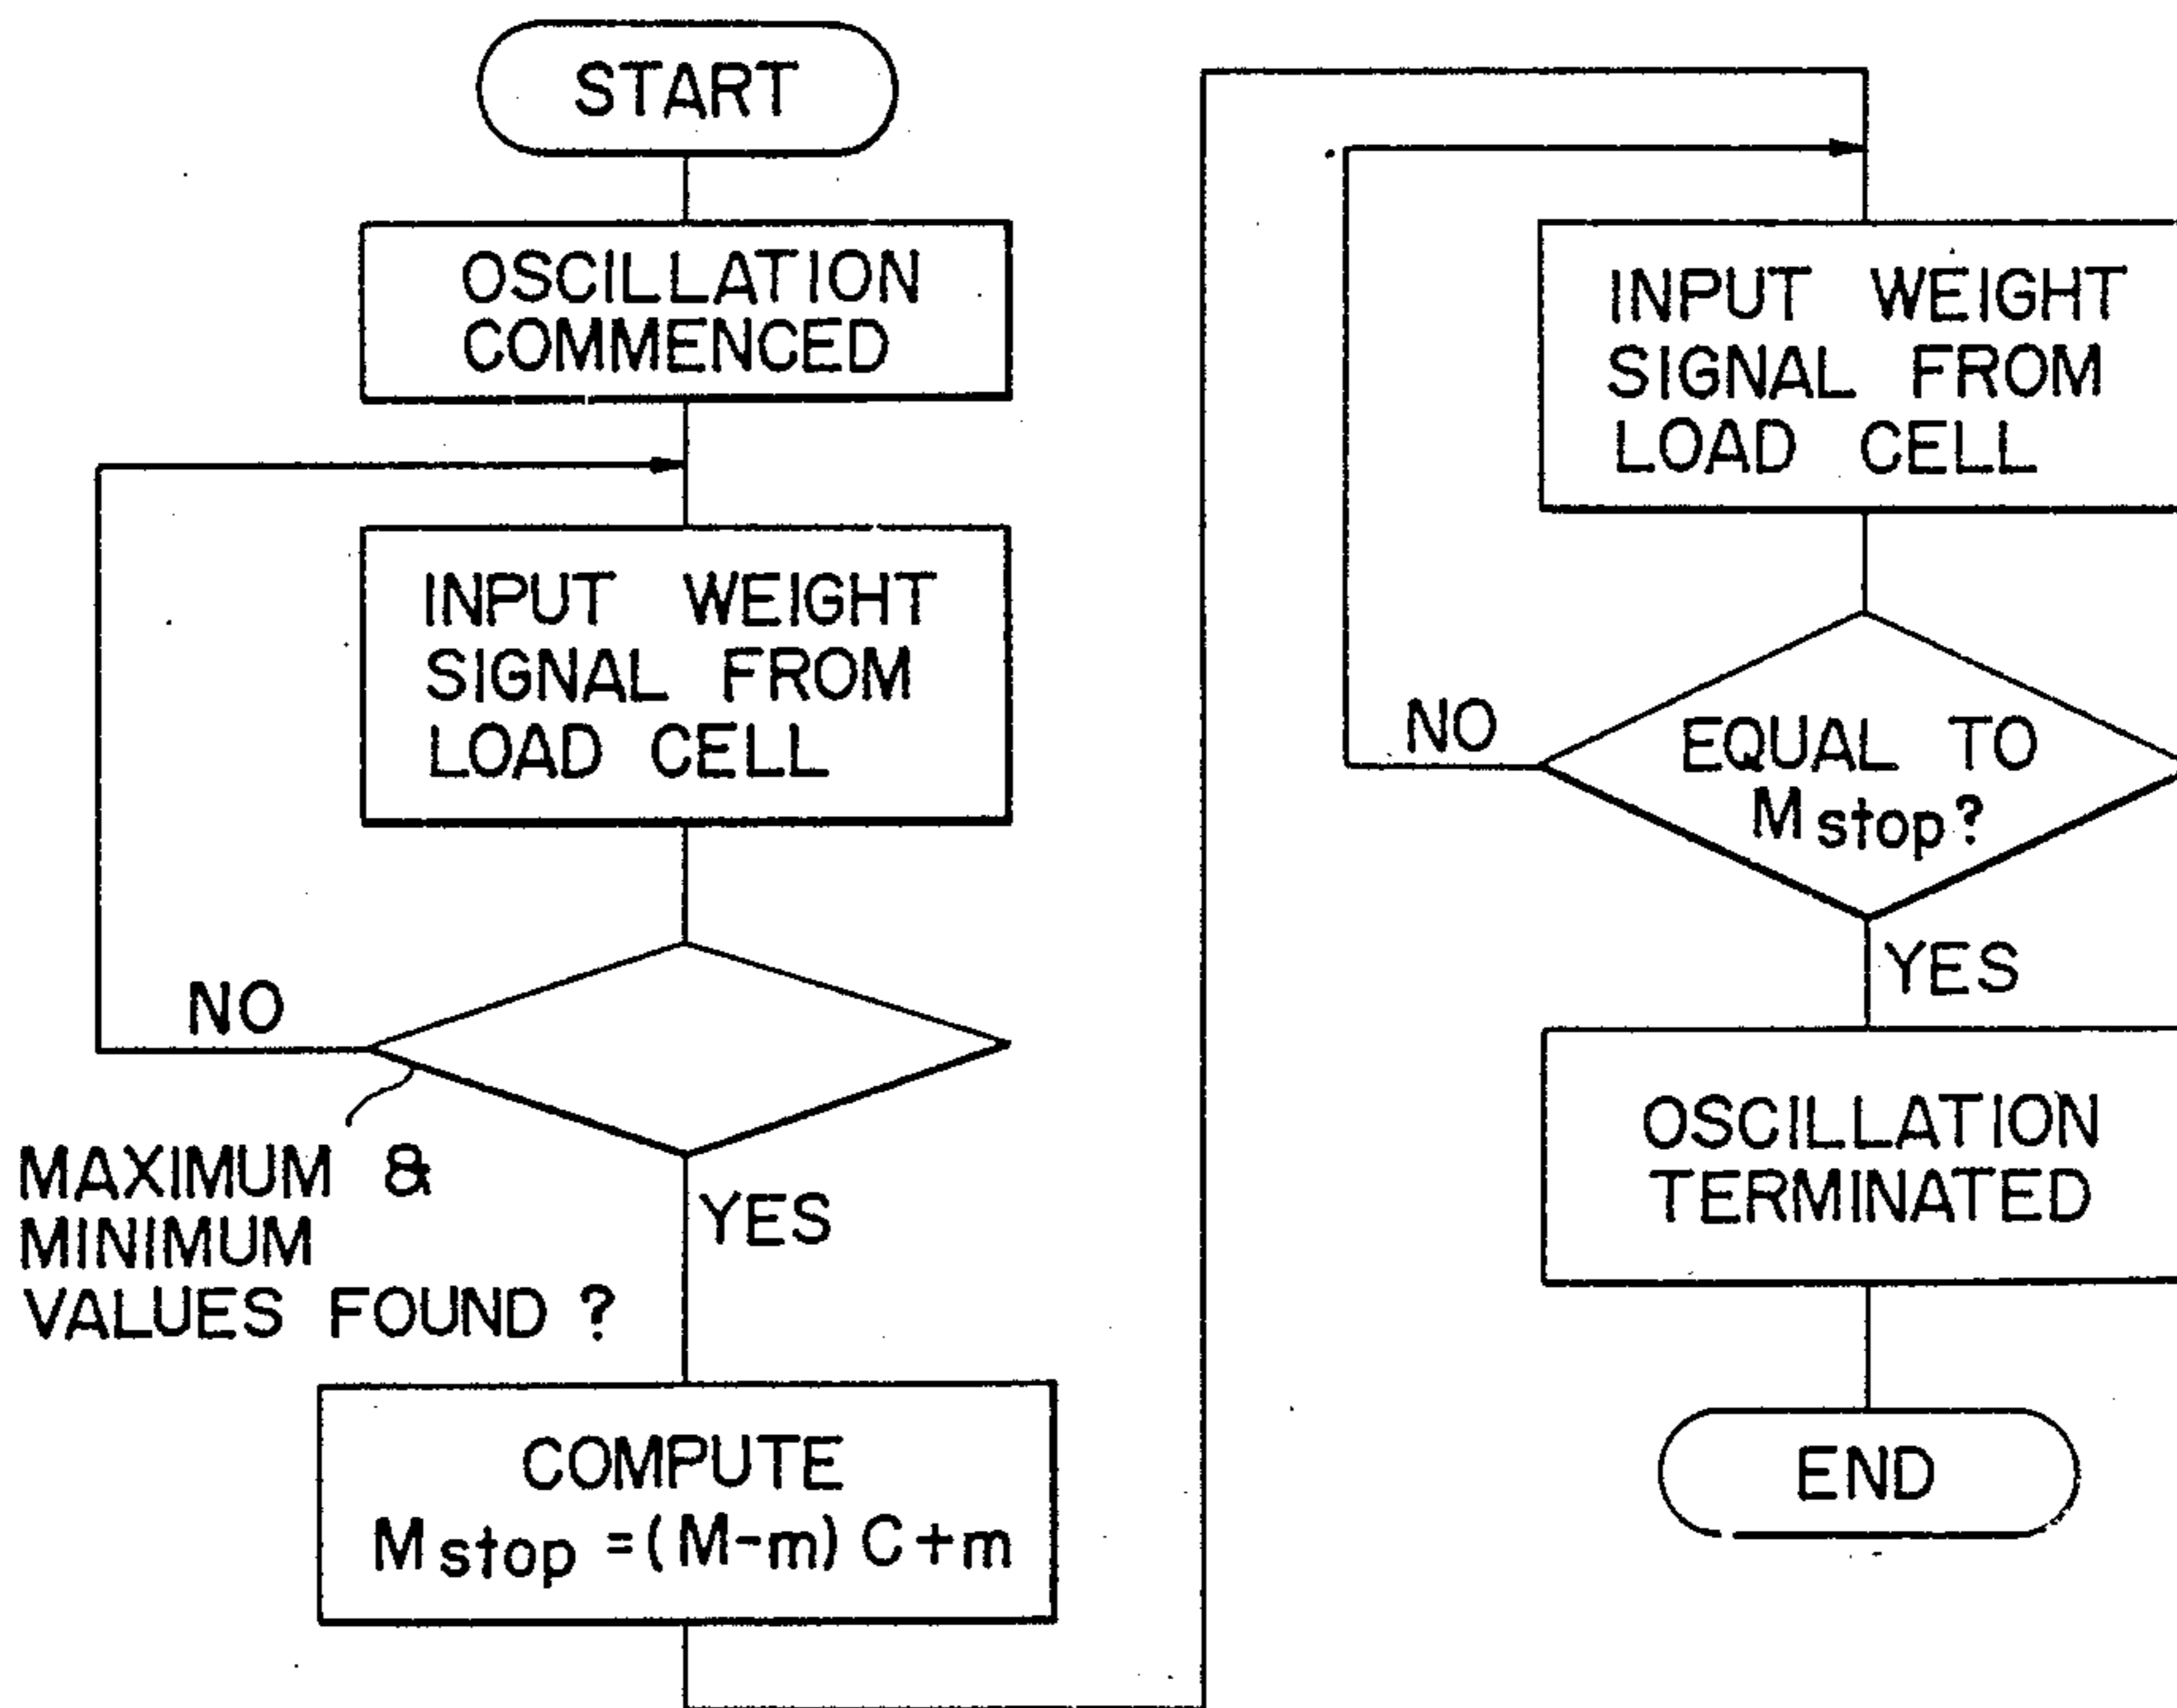 START
OSCILLATION
COMMENCED
INPUT WEIGHT
SIGNAL FROM
LOAD CELL
NO
MAXIMUM &
MINIMUM
VALUES FOUND ?
YES
COMPUTE
Mstop =(M-m) C+m
INPUT WEIGHT
SIGNAL FROM
LOAD CELL
NO
EQUAL TO
Mstop?
YES
OSCILLATION
TERMINATED
END